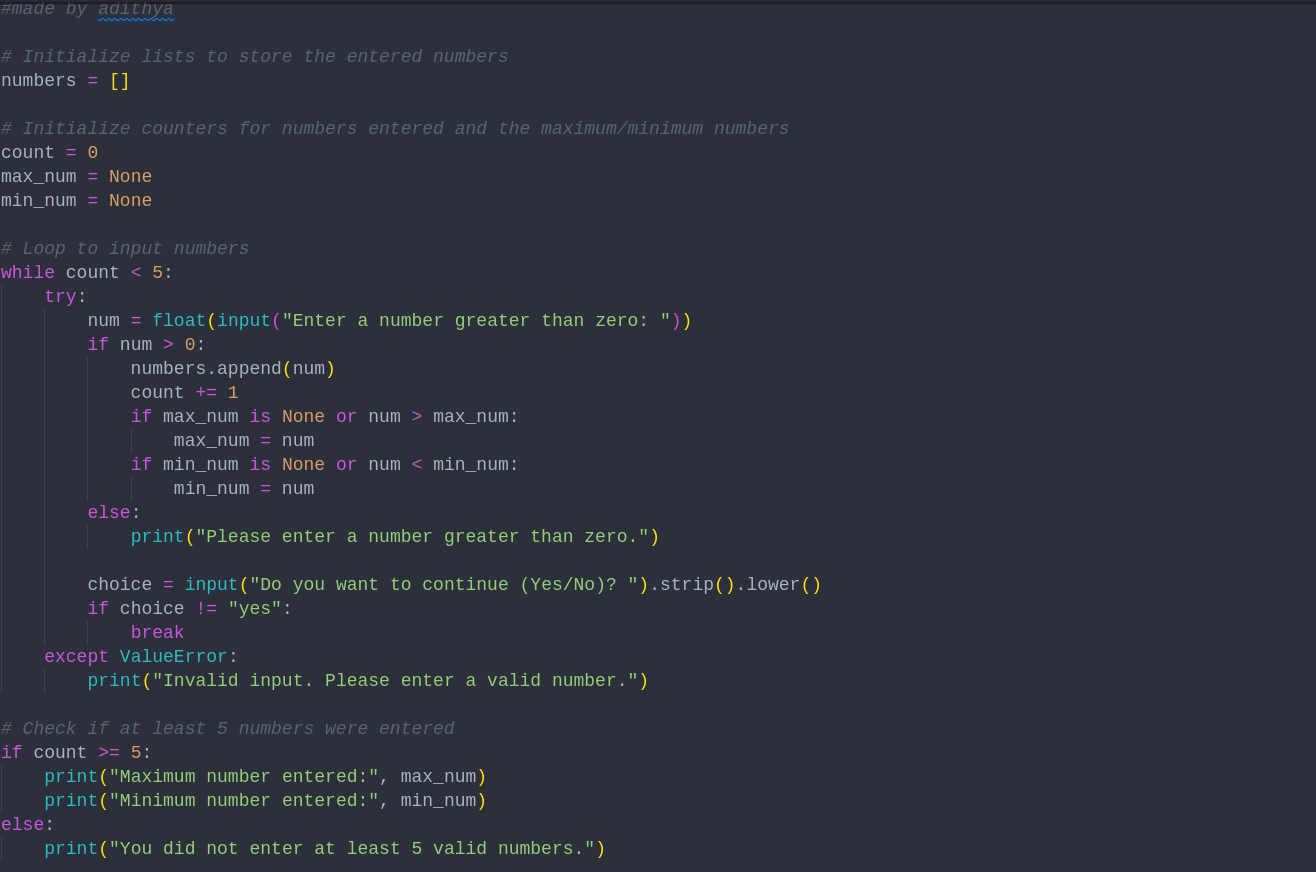 #made by adithya
# Initialize lists to store the entered numbers
numbers = []
# Initialize counters for numbers entered and the maximum/minimum numbers
count = 0
max_num = None
min_num = None
# Loop to input numbers
while count < 5:
    try:
        num = float(input("Enter a number greater than zero: "))
        if num > 0:
            numbers.append(num)
            count += 1
            if max_num is None or num > max_num:
                max_num = num
            if min_num is None or num < min_num:
                min_num = num
        else:
            print("Please enter a number greater than zero.")
        choice = input("Do you want to continue (Yes/No)? ").strip().lower()
        if choice != "yes":
            break
    except ValueError:
        print("Invalid input. Please enter a valid number.")
# Check if at least 5 numbers were entered
if count >= 5:
    print("Maximum number entered:", max_num)
    print("Minimum number entered:", min_num)
else:
    print("You did not enter at least 5 valid numbers.")